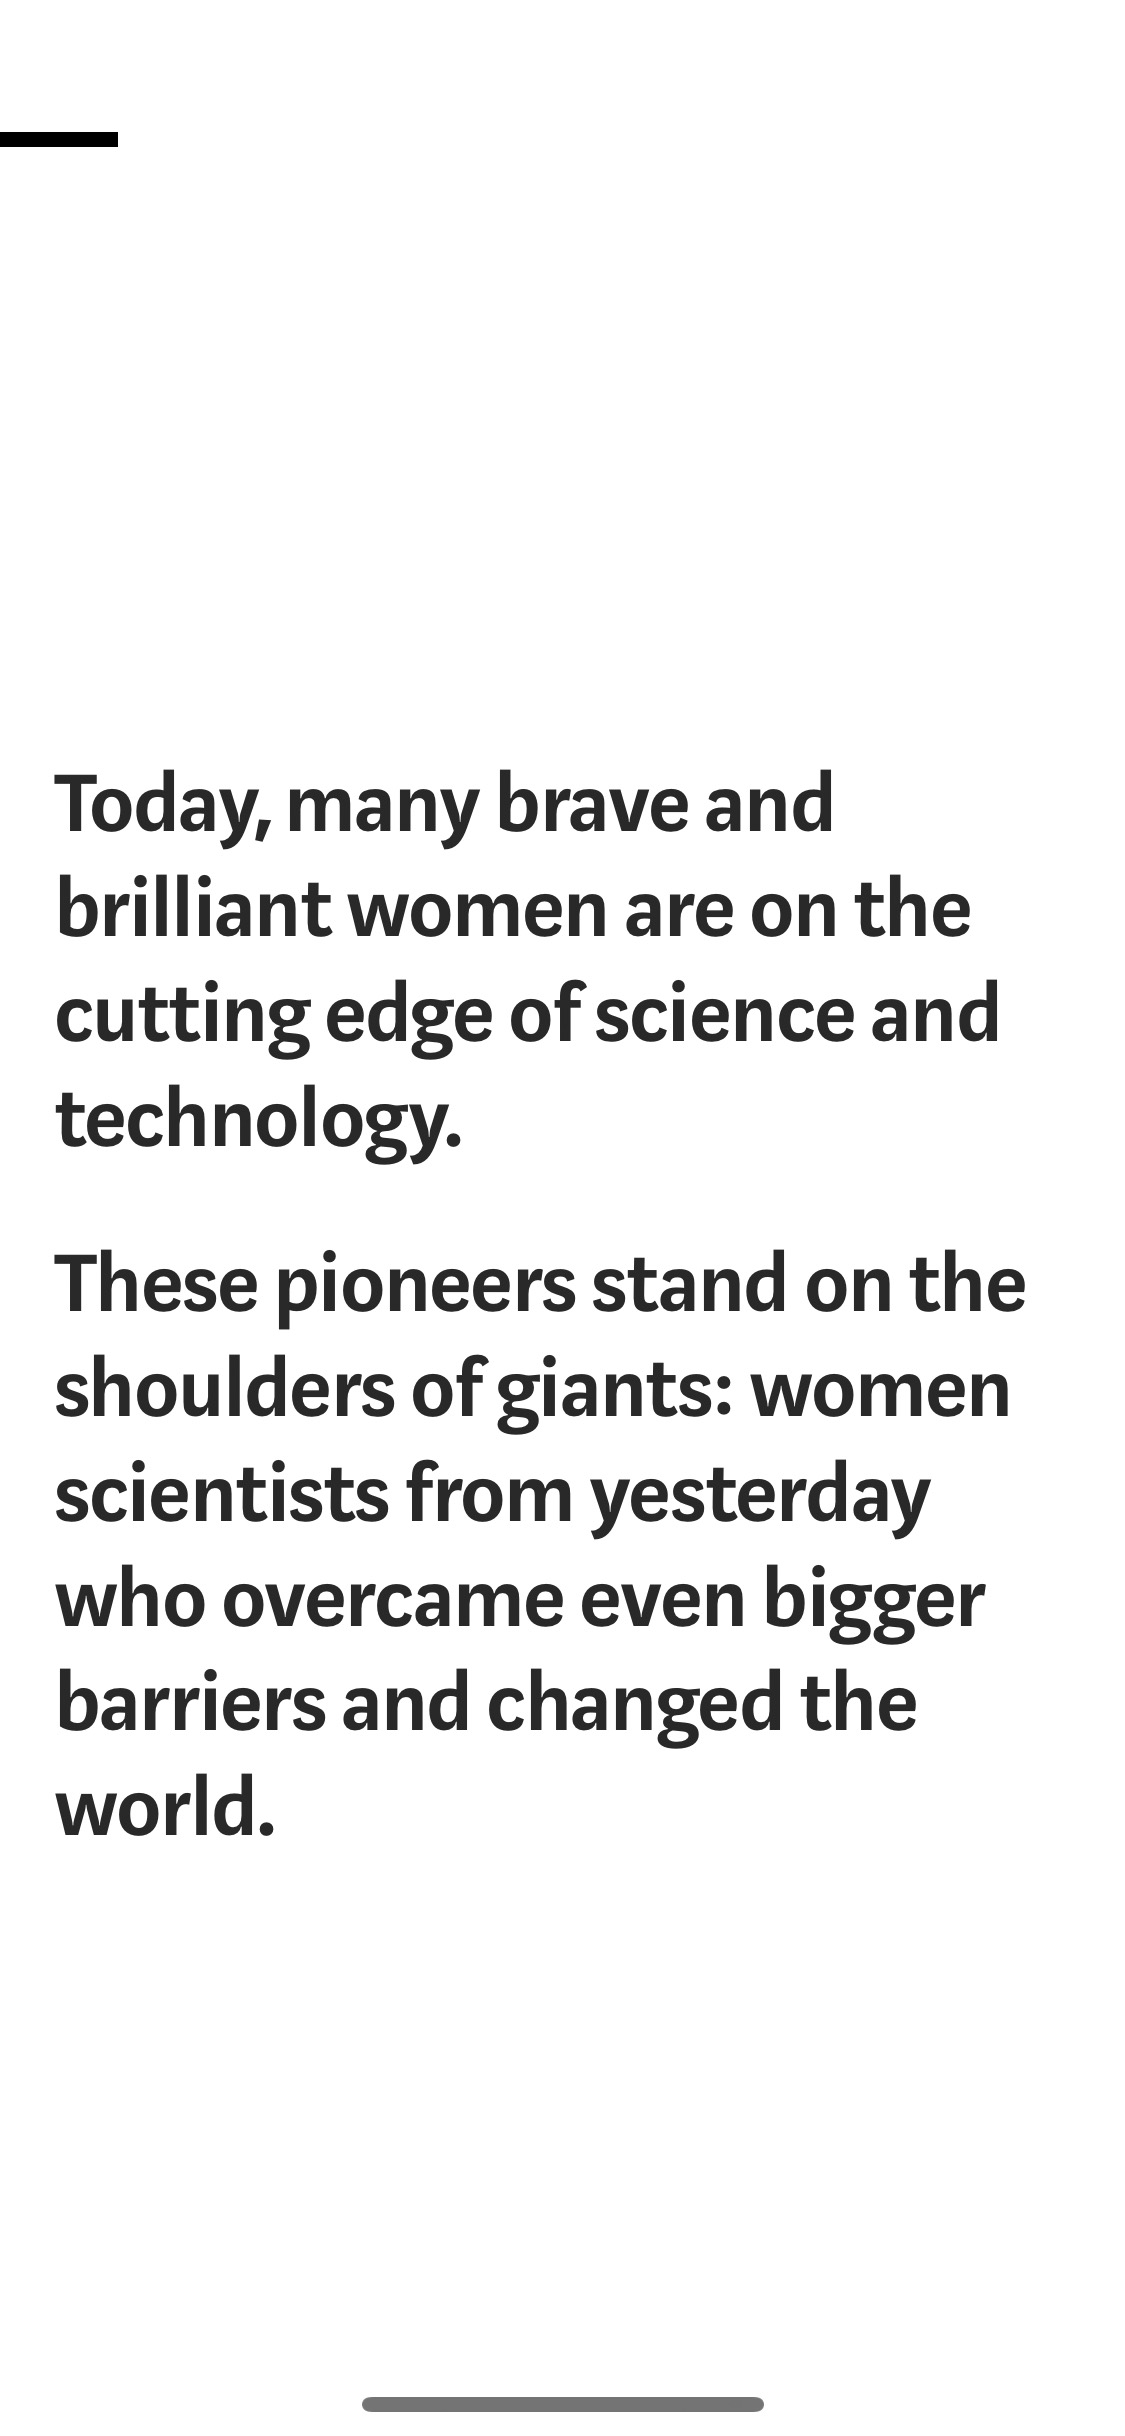 Today, many brave and
brilliant women are on the
cutting edge of science and
technology.
These pioneers stand on the
shoulders of giants: women
scientists from yesterday
who overcame even bigger
barriers and changed the
world.